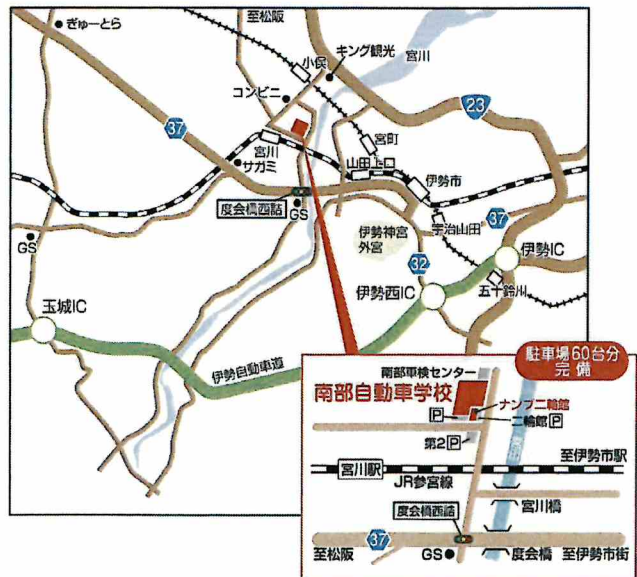 ぎゅーとら
至松阪
キング観光
小俣
宮川
コンビニ
23
37
宮町
宮川
サガミ
山田上口
伊勢市
度会橋西詰
GS
37
宇治山田
伊勢神宮
外宮
GS
32
伊勢IC
五十鈴川
伊勢西IC
玉城IC
伊勢自動車道
駐車場60台分
完備
南部車検センター
南部自動車学校
ナンブ二輪館
P
二輪館P
第2P
至伊勢市駅
宮川駅
JR参宮線
宮川橋
度会橋西詰
37
至松阪
GS
度会橋
至伊勢市街